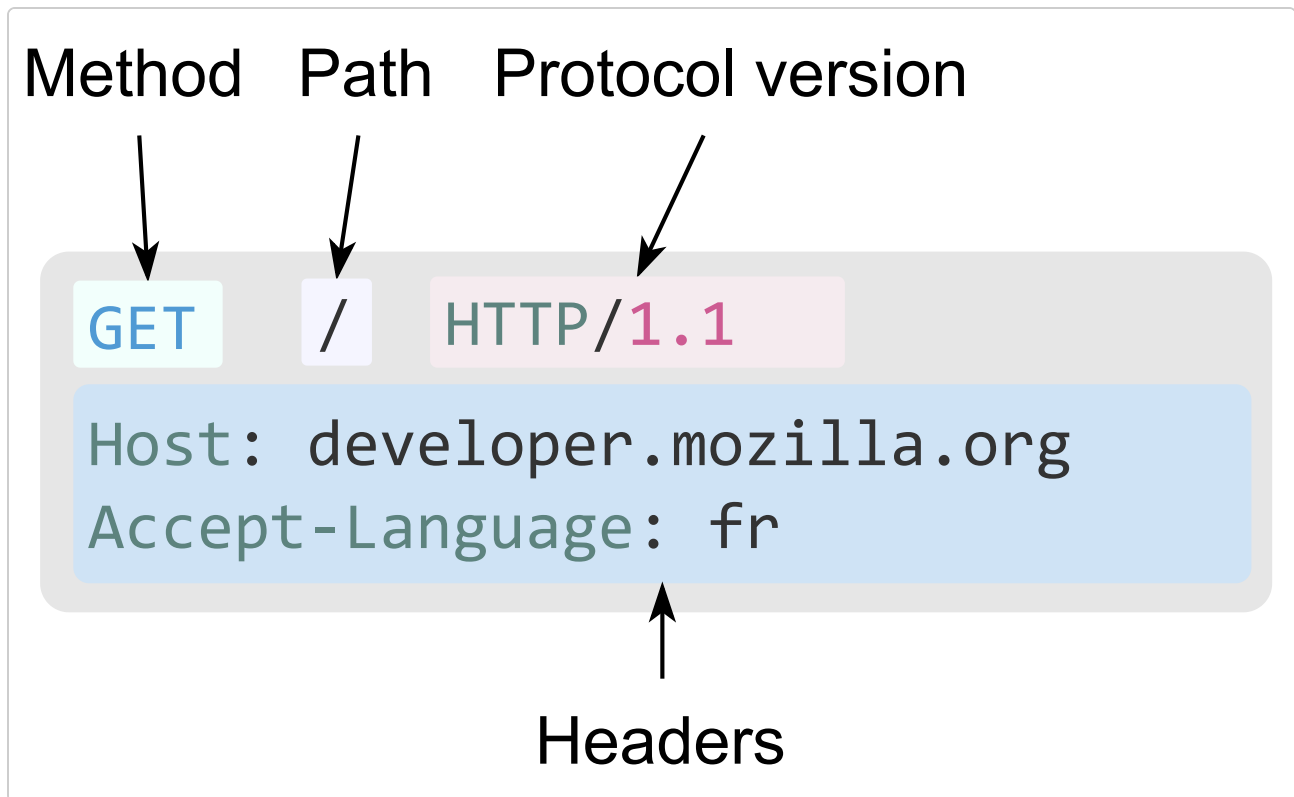 Method Path Protocol version
GET / HTTP/1.1
Host: developer.mozilla.org
Accept-Language: fr
Headers